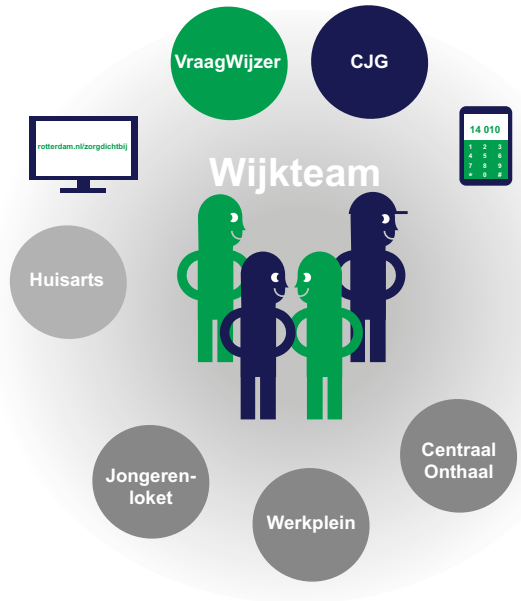 VraagWijzer
CJG
rotterdam.nl/zorgdichtbij
14 010
1 2 3
4 5 6
7 8 9
* 0 #
Wijkteam
Huisarts
Centraal
Onthaal
Jongeren-
loket
Werkplein